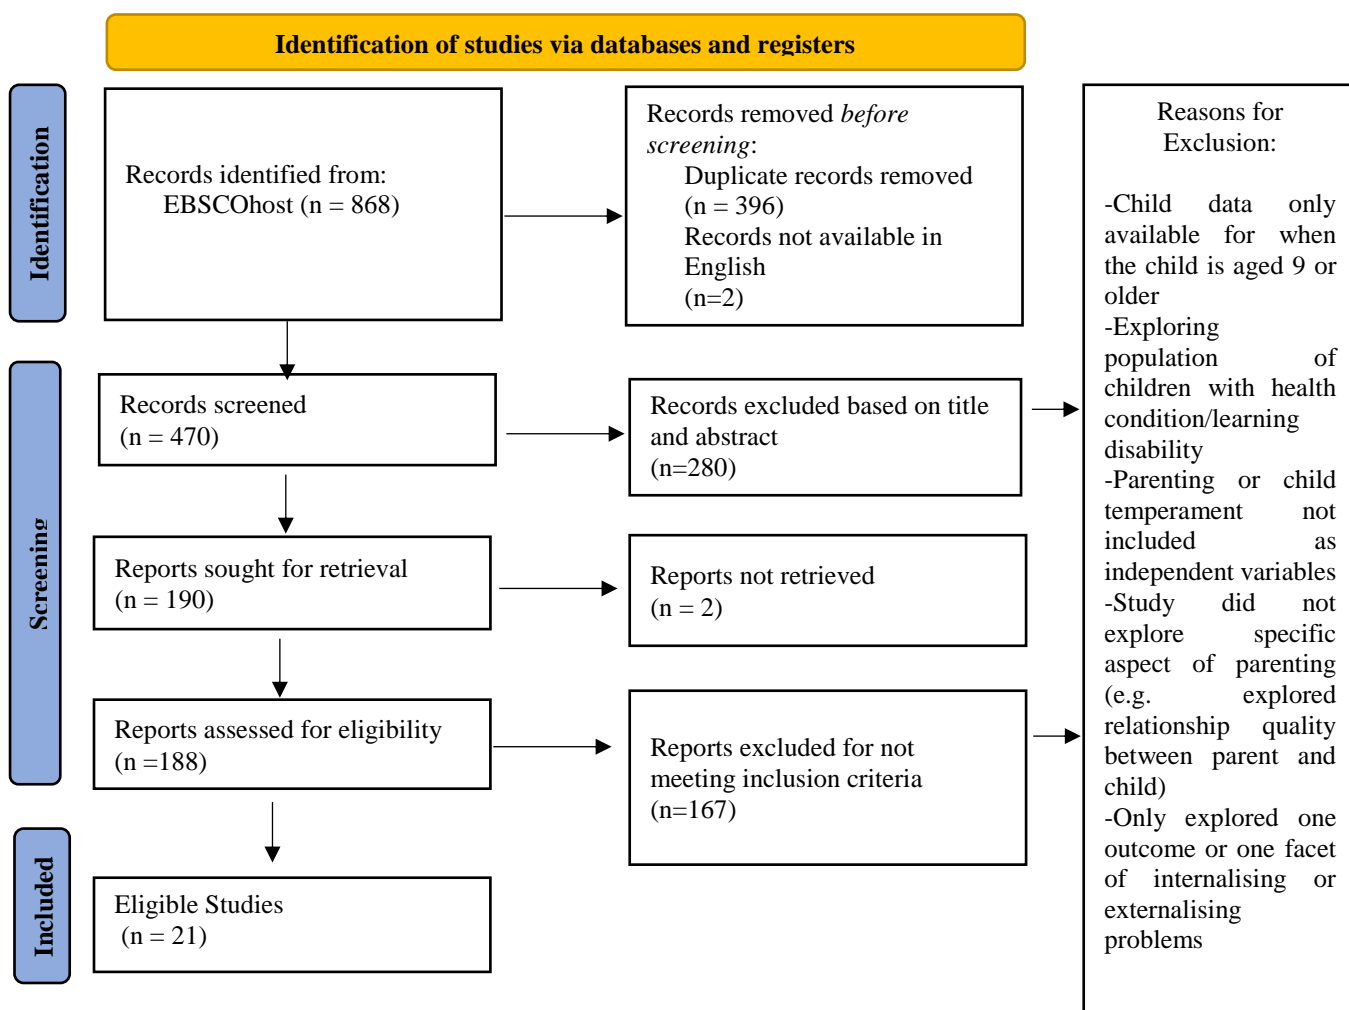 Identification of studies via databases and registers
Identification
Records identified from:
EBSCOhost (n = 868)
Records removed before
screening:
Duplicate records removed
(n = 396)
Records not available in
English
(n=2)
Screening
Records screened
(n = 470)
Records excluded based on title
and abstract
(n=280)
Reports sought for retrieval
(n = 190)
Reports not retrieved
(n = 2)
Reports assessed for eligibility
(n =188)
Reports excluded for not
meeting inclusion criteria
(n=167)
Included
Eligible Studies
(n = 21)
Reasons for
Exclusion:
-Child data only
available for when
the child is aged 9 or
older
-Exploring
population of
children with health
condition/learning
disability
-Parenting or child
temperament not
included as
independent variables
-Study did not
explore specific
aspect of parenting
(e.g. explored
relationship quality
between parent and
child)
-Only explored one
outcome or one facet
of internalising or
externalising
problems